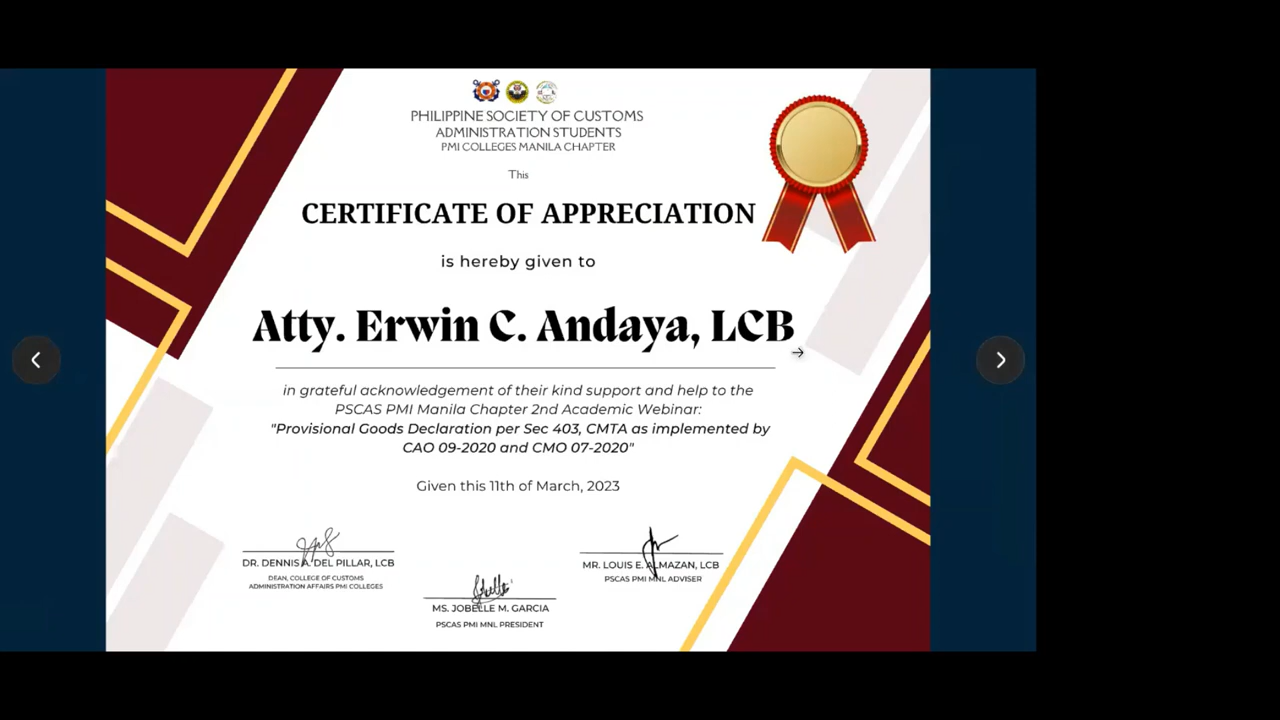 PHILIPPINE SOCIETY OF CUSTOMS
ADMINISTRATION STUDENTS
PMI COLLEGES MANILA CHAPTER
This
CERTIFICATE OF APPRECIATION
is hereby given to
Atty. Erwin C. Andaya, LCB
in grateful acknowledgement of their kind support and help to the
PSCAS PMI Manila Chapter 2nd Academic Webinar:
"Provisional Goods Declaration per Sec 403, CMTA as implemented by
CAO 09-2020 and CMO 07-2020"
Given this 11th of March, 2023
DR. DENNIS A. DEL PILLAR, LCB
DEAN, COLLEGE OF CUSTOMS
ADMINISTRATION AFFAIRS PMI COLLEGES
MS. JOBELLE M. GARCIA
PSCAS PMI MNL PRESIDENT
MR. LOUIS E. ALMAZAN, LCB
PSCAS PMI MNL ADVISER